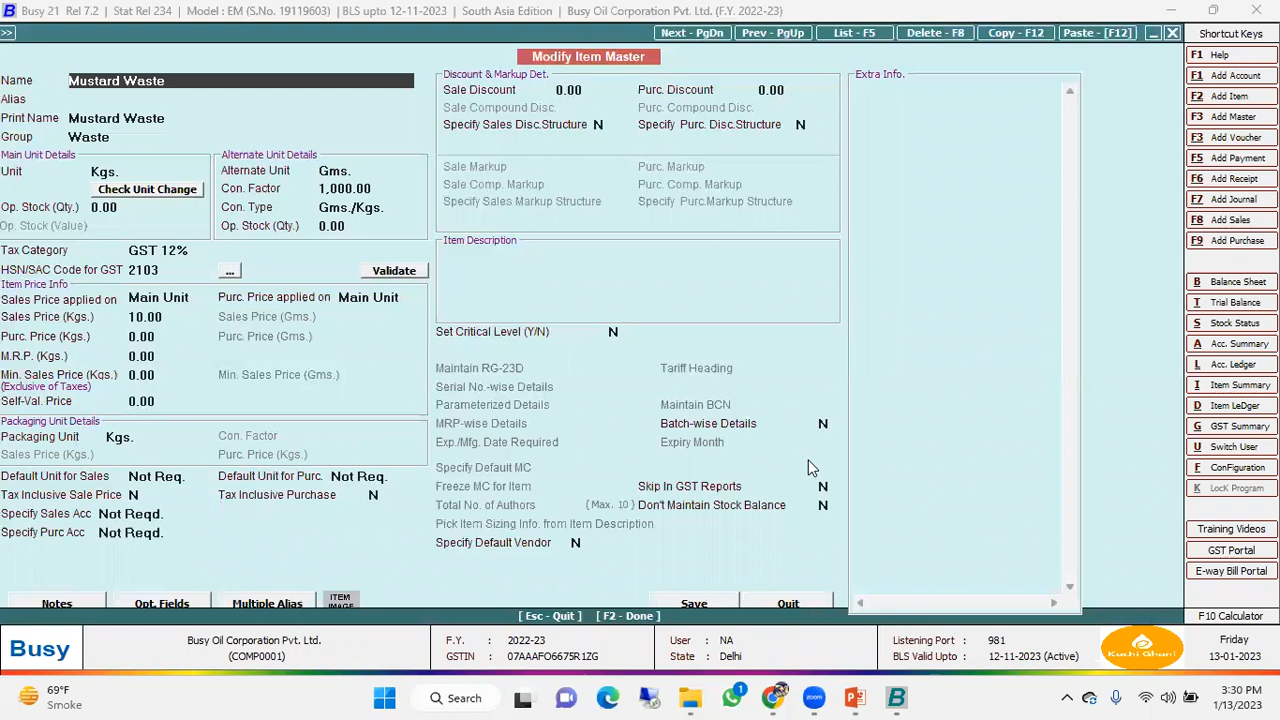 Busy 21 Rel 7.2 | Stat Rel 234 | Model : EM (S.No. 19119603) | BLS upto 12-11-2023 | South Asia Edition | Busy Oil Corporation Pvt. Ltd. (F.Y. 2022-23)
>> Next - PgDn Prev - PgUp List - F5 Delete - F8 Copy - F12 Paste - [F12]
Modify Item Master
Name Mustard Waste
Alias
Print Name Mustard Waste
Group Waste
Main Unit Details
Unit Kgs.
Check Unit Change
Op. Stock (Qty.) 0.00
Op. Stock (Value)
Alternate Unit Details
Alternate Unit Gms.
Con. Factor 1,000.00
Con. Type Gms./Kgs.
Op. Stock (Qty.) 0.00
Tax Category GST 12%
HSN/SAC Code for GST 2103 ... Validate
Item Price Info
Sales Price applied on Main Unit Purc. Price applied on Main Unit
Sales Price (Kgs.) 10.00 Sales Price (Gms.)
Purc. Price (Kgs.) 0.00 Purc. Price (Gms.)
M.R.P. (Kgs.) 0.00
Min. Sales Price (Kgs.) 0.00 Min. Sales Price (Gms.)
(Exclusive of Taxes)
Self-Val. Price 0.00
Packaging Unit Details
Packaging Unit Kgs. Con. Factor
Sales Price (Kgs.) Purc. Price (Kgs.)
Default Unit for Sales Not Req. Default Unit for Purc. Not Req.
Tax Inclusive Sale Price N Tax Inclusive Purchase N
Specify Sales Acc Not Reqd.
Specify Purc Acc Not Reqd.
Notes Opt. Fields Multiple Alias ITEM IMAGE
Discount & Markup Det.
Sale Discount 0.00 Purc. Discount 0.00
Sale Compound Disc. Purc. Compound Disc.
Specify Sales Disc.Structure N Specify Purc. Disc.Structure N
Sale Markup Purc. Markup
Sale Comp. Markup Purc. Comp. Markup
Specify Sales Markup Structure Specify Purc.Markup Structure
Item Description
Set Critical Level (Y/N) N
Maintain RG-23D Tariff Heading
Serial No.-wise Details
Parameterized Details Maintain BCN
MRP-wise Details Batch-wise Details N
Exp./Mfg. Date Required Expiry Month
Specify Default MC
Freeze MC for Item Skip In GST Reports N
Total No. of Authors (Max. 10) Don't Maintain Stock Balance N
Pick Item Sizing Info. from Item Description
Specify Default Vendor N
Save Quit
Extra Info.
Shortcut Keys
F1 Help
F1 Add Account
F2 Add Item
F3 Add Master
F3 Add Voucher
F5 Add Payment
F6 Add Receipt
F7 Add Journal
F8 Add Sales
F9 Add Purchase
B Balance Sheet
T Trial Balance
S Stock Status
A Acc. Summary
L Acc. Ledger
I Item Summary
D Item LeDger
G GST Summary
U Switch User
F Configuration
K LocK Program
Training Videos
GST Portal
E-way Bill Portal
[ Esc - Quit ] [ F2 - Done ] F10 Calculator
Busy
Busy Oil Corporation Pvt. Ltd.
(COMP0001)
F.Y. : 2022-23
GSTIN : 07AAAFO6675R1ZG
User : NA
State : Delhi
Listening Port : 981
BLS Valid Upto : 12-11-2023 (Active)
Kachi Ghani
Friday
13-01-2023
69°F
Smoke
Search
1
zoom
3:30 PM
1/13/2023